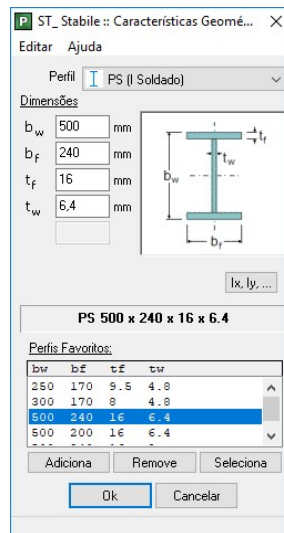 ST_ Stabile :: Características Geomé...
Editar Ajuda
Perfil PS (I Soldado)
Dimensões
bw 500 mm
bf 240 mm
tf 16 mm
tw 6,4 mm
tf
tw
bw
bf
Ix, Iy, ...
PS 500 x 240 x 16 x 6.4
Perfis Favoritos:
bw bf tf tw
250 170 9.5 4.8
300 170 8 4.8
500 240 16 6.4
500 200 16 6.4
Adiciona Remove Seleciona
Ok Cancelar